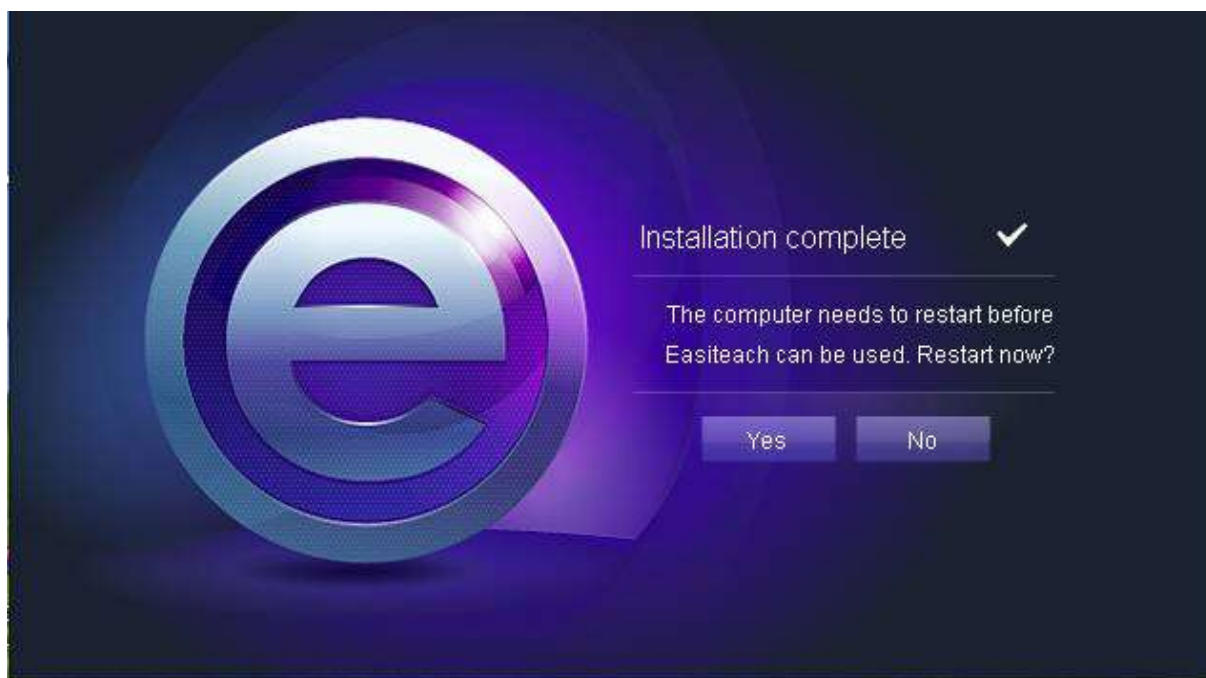 Installation complete
The computer needs to restart before
Easiteach can be used. Restart now?
Yes No